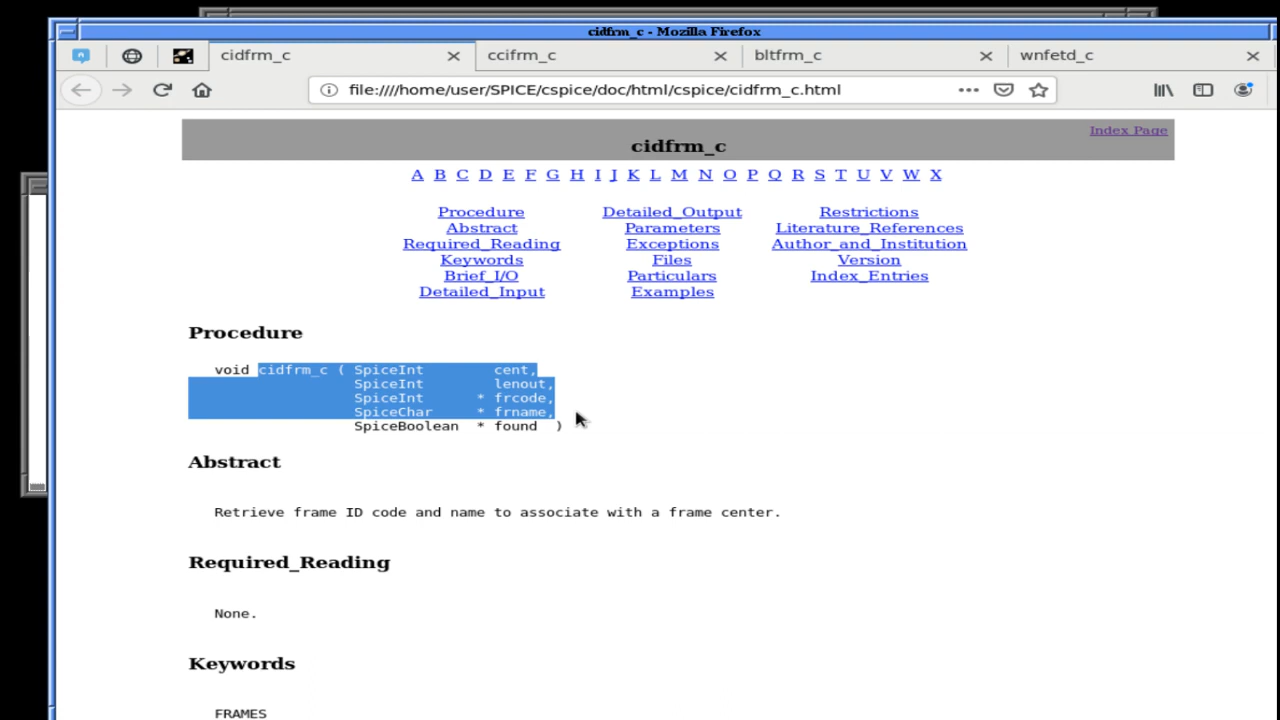 cidfrm_c - Mozilla Firefox
cidfrm_c ccifrm_c bltfrm_c wnfetd_c
file:////home/user/SPICE/cspice/doc/html/cspice/cidfrm_c.html
Index Page
cidfrm_c
A B C D E F G H I J K L M N O P Q R S T U V W X
Procedure Detailed_Output Restrictions
Abstract Parameters Literature_References
Required_Reading Exceptions Author_and_Institution
Keywords Files Version
Brief_I/O Particulars Index_Entries
Detailed_Input Examples
Procedure
void cidfrm_c ( SpiceInt cent,
SpiceInt lenout,
SpiceInt * frcode,
SpiceChar * frname,
SpiceBoolean * found )
Abstract
Retrieve frame ID code and name to associate with a frame center.
Required_Reading
None.
Keywords
FRAMES